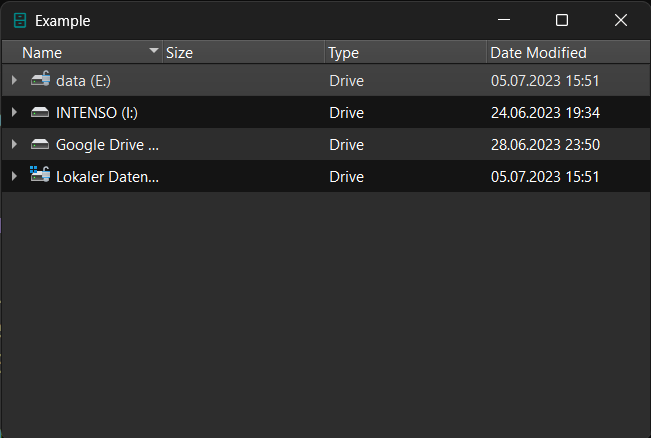 Example
Name Size Type Date Modified
data (E:) Drive 05.07.2023 15:51
INTENSO (I:) Drive 24.06.2023 19:34
Google Drive ... Drive 28.06.2023 23:50
Lokaler Daten... Drive 05.07.2023 15:51